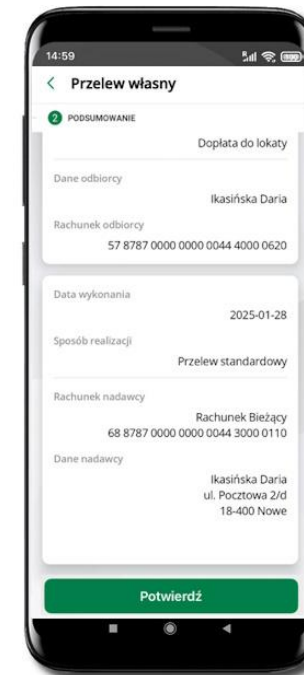 14:59
Przelew własny
2 PODSUMOWANIE
Dopłata do lokaty
Dane odbiorcy
Ikasińska Daria
Rachunek odbiorcy
57 8787 0000 0000 0044 4000 0620
Data wykonania
2025-01-28
Sposób realizacji
Przelew standardowy
Rachunek nadawcy
Rachunek Bieżący
68 8787 0000 0000 0044 3000 0110
Dane nadawcy
Ikasińska Daria
ul. Pocztowa 2/d
18-400 Nowe
Potwierdź